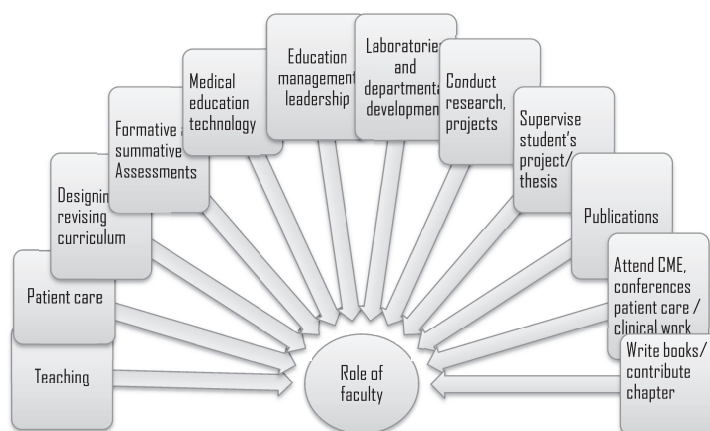 Teaching
Patient care
Designin
revising
curriculum
Formative
summative
Assessments
Medical
education
technology
Education
management
leadership
Laboratorie
and
departmenta
developmen
Conduct
research,
projects
Supervise
student's
project/
thesis
Publications
Attend CME,
conferences
patient care /
clinical work
Write books/
contribute
chapter
Role of
faculty